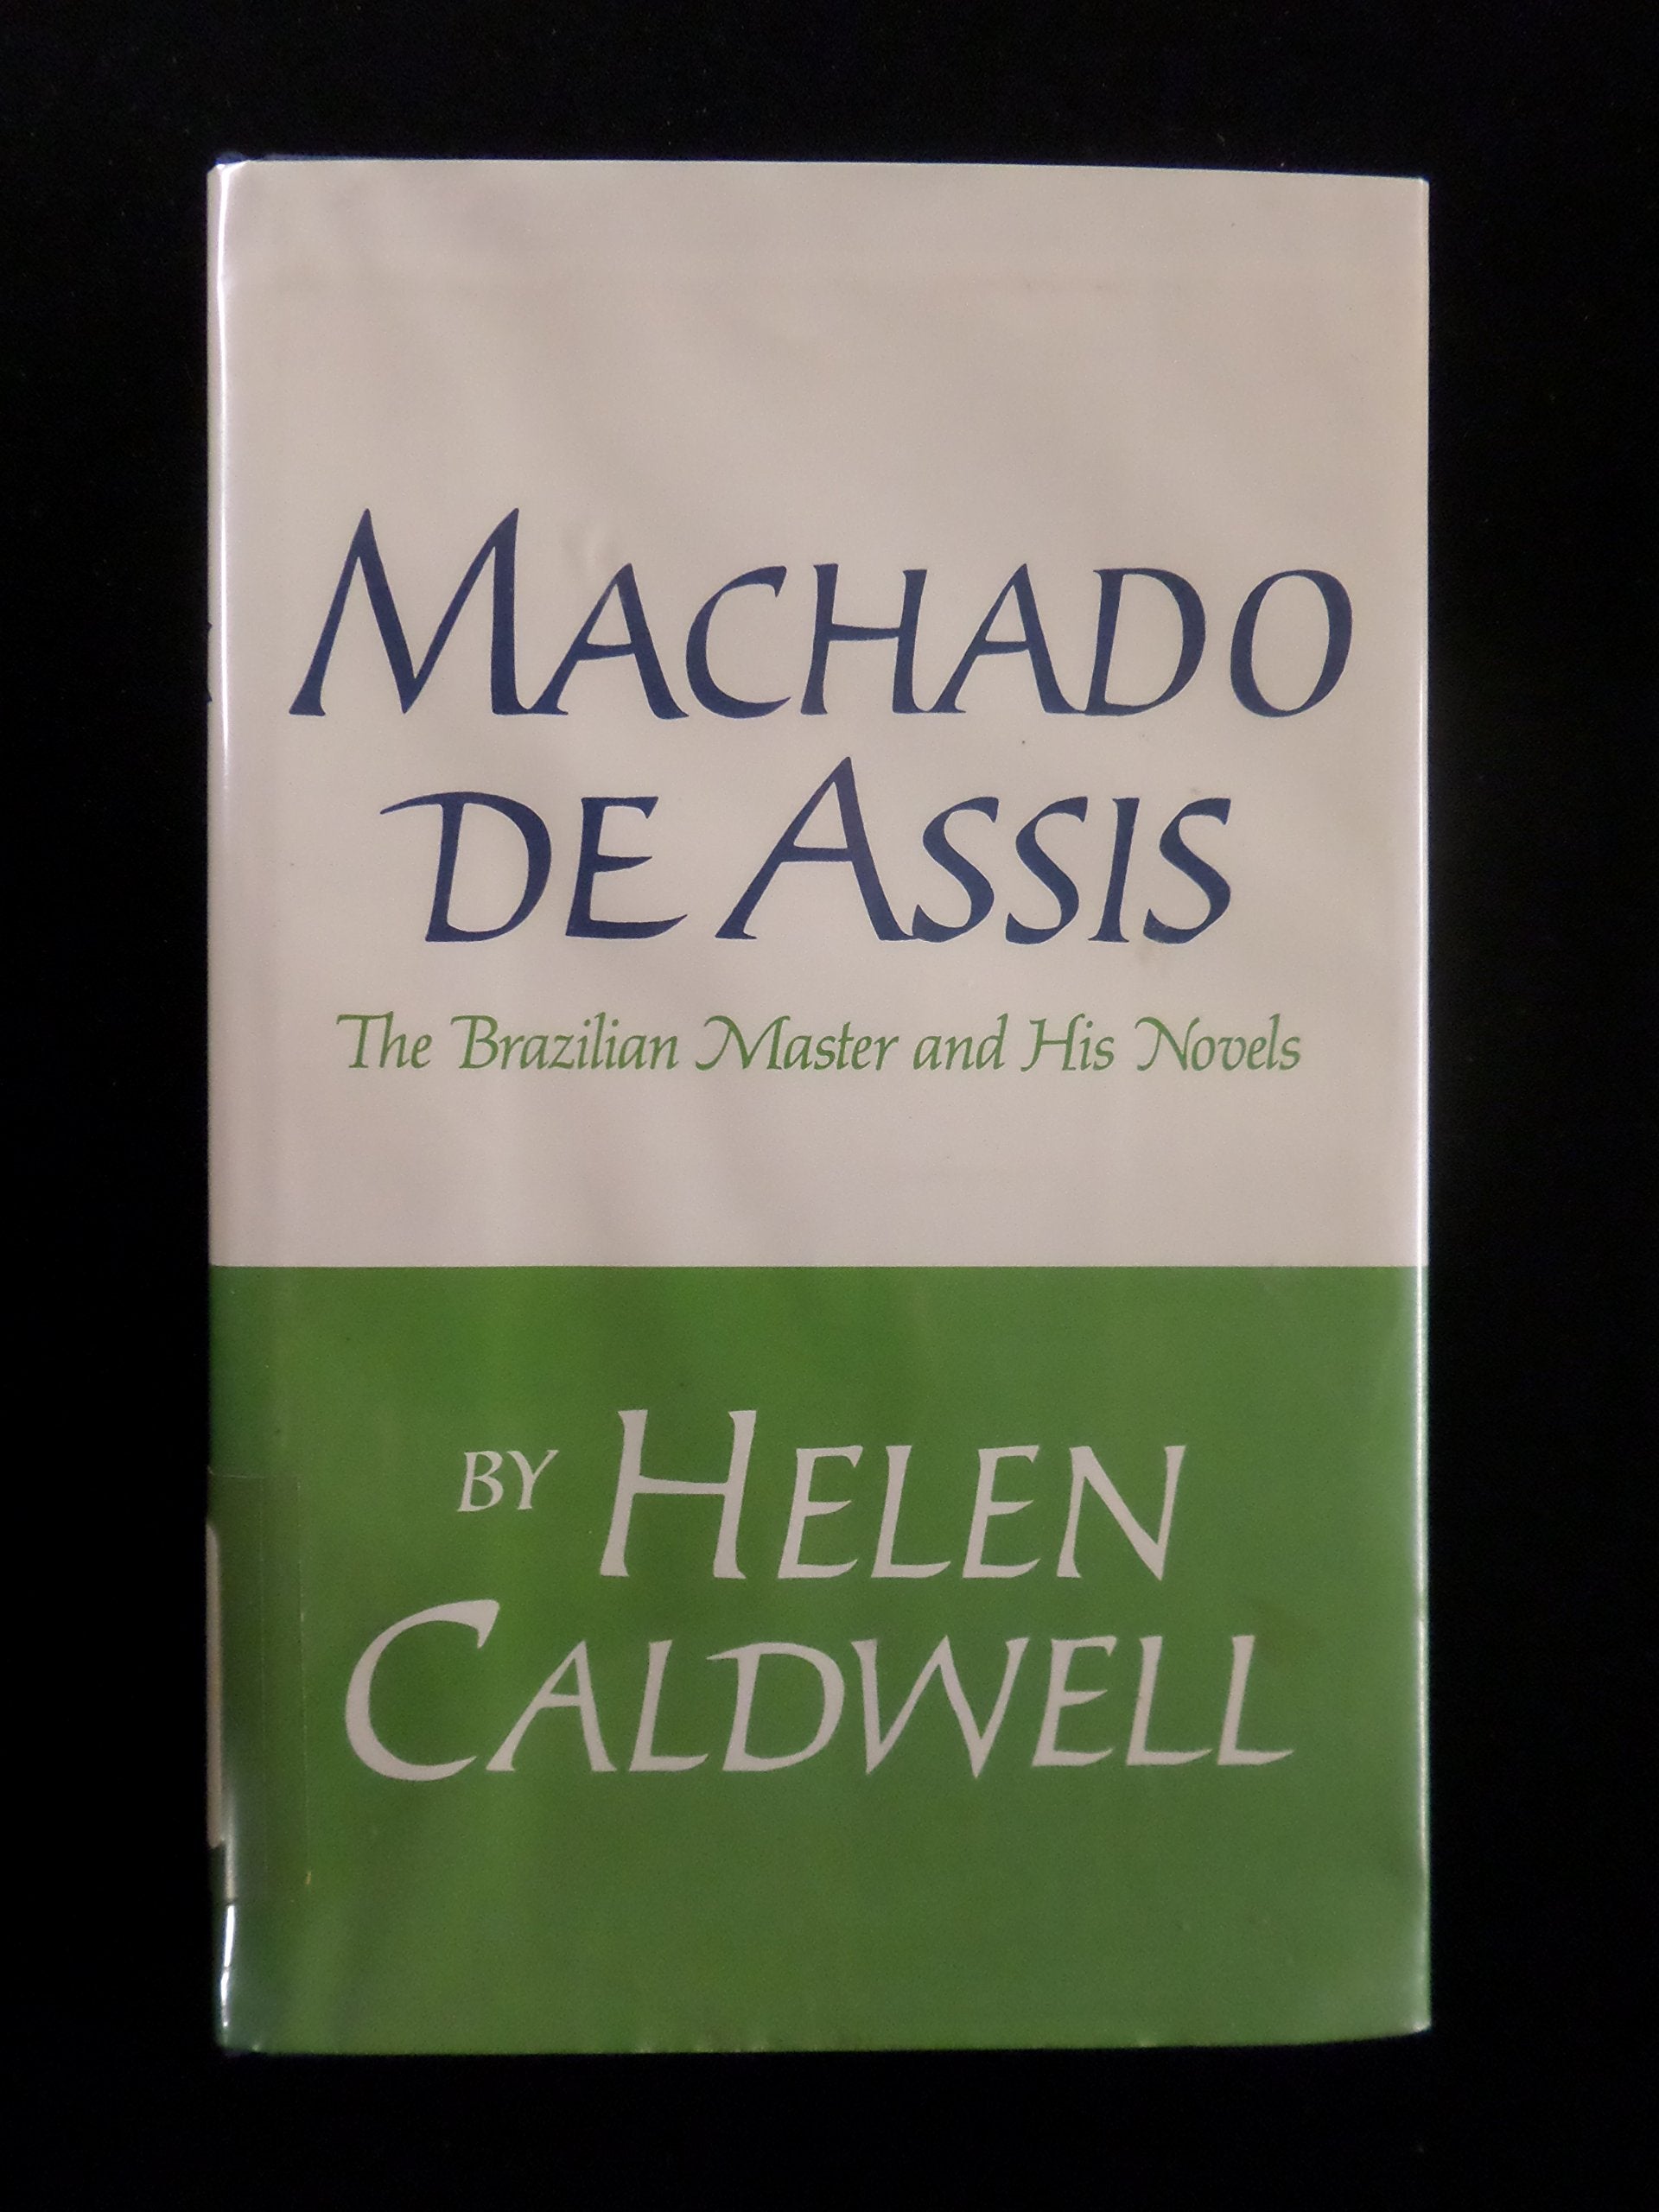 MACHADO
DE ASSIS
The Brazilian Master and His Novels
BY HELEN
CALDWELL